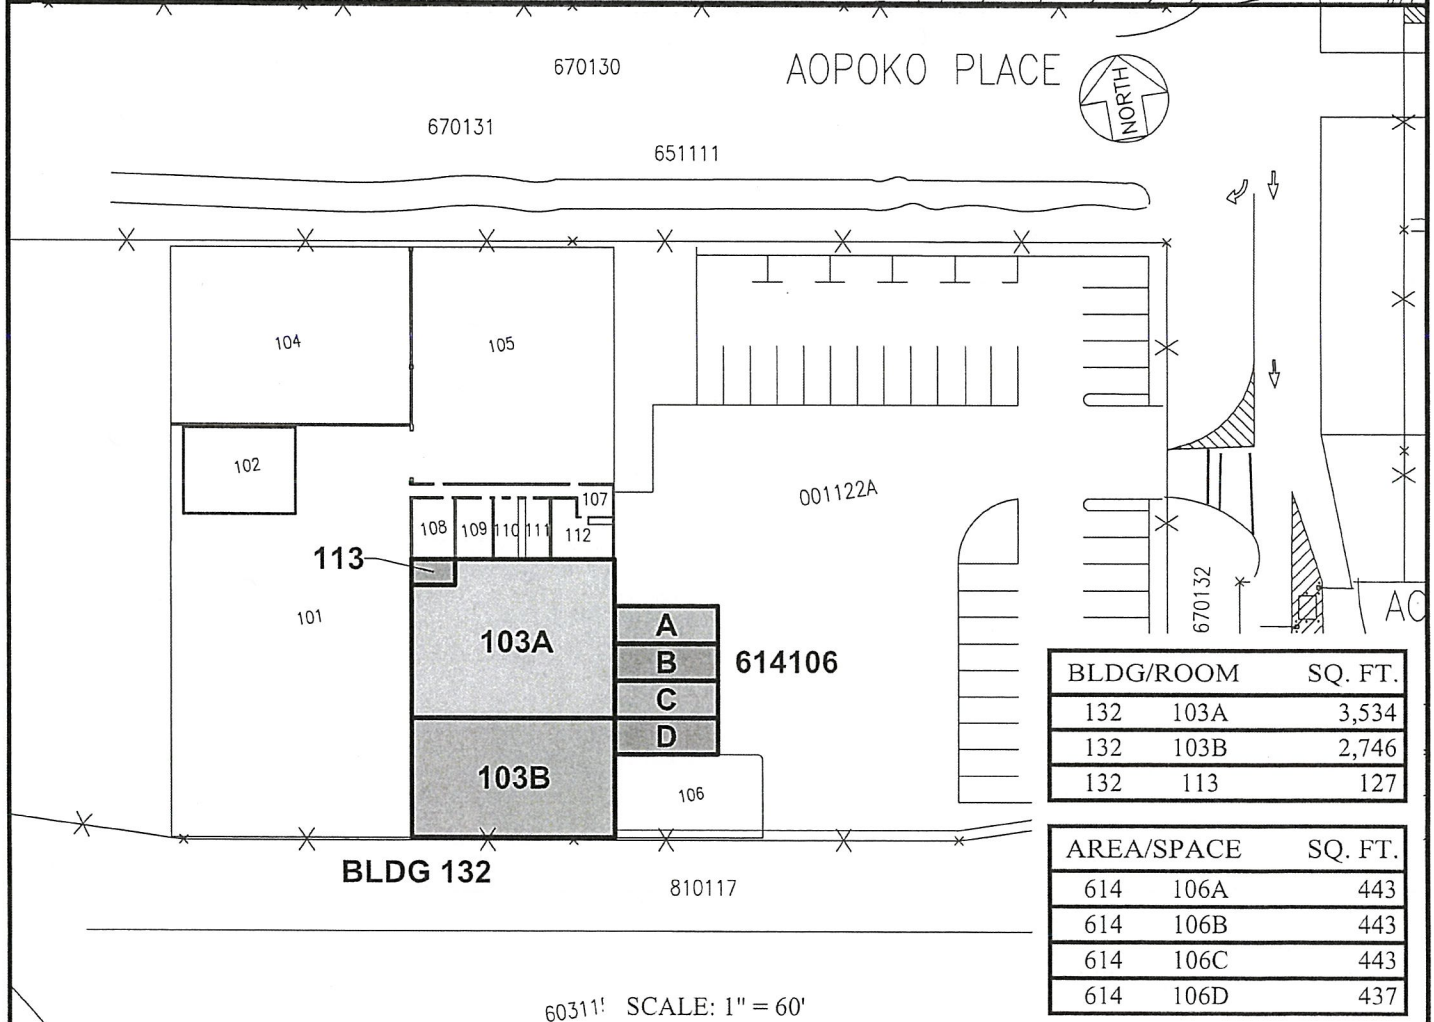 670130
AOPOKO PLACE
NORTH
670131
651111
104
105
102
001122A
107
108
109
110
111
112
113
101
670132
AO
103A
A
B
C
D
614106
103B
106
BLDG 132
810117
BLDG/ROOM SQ. FT.
132 103A 3,534
132 103B 2,746
132 113 127
AREA/SPACE SQ. FT.
614 106A 443
614 106B 443
614 106C 443
614 106D 437
60311
SCALE: 1" = 60'